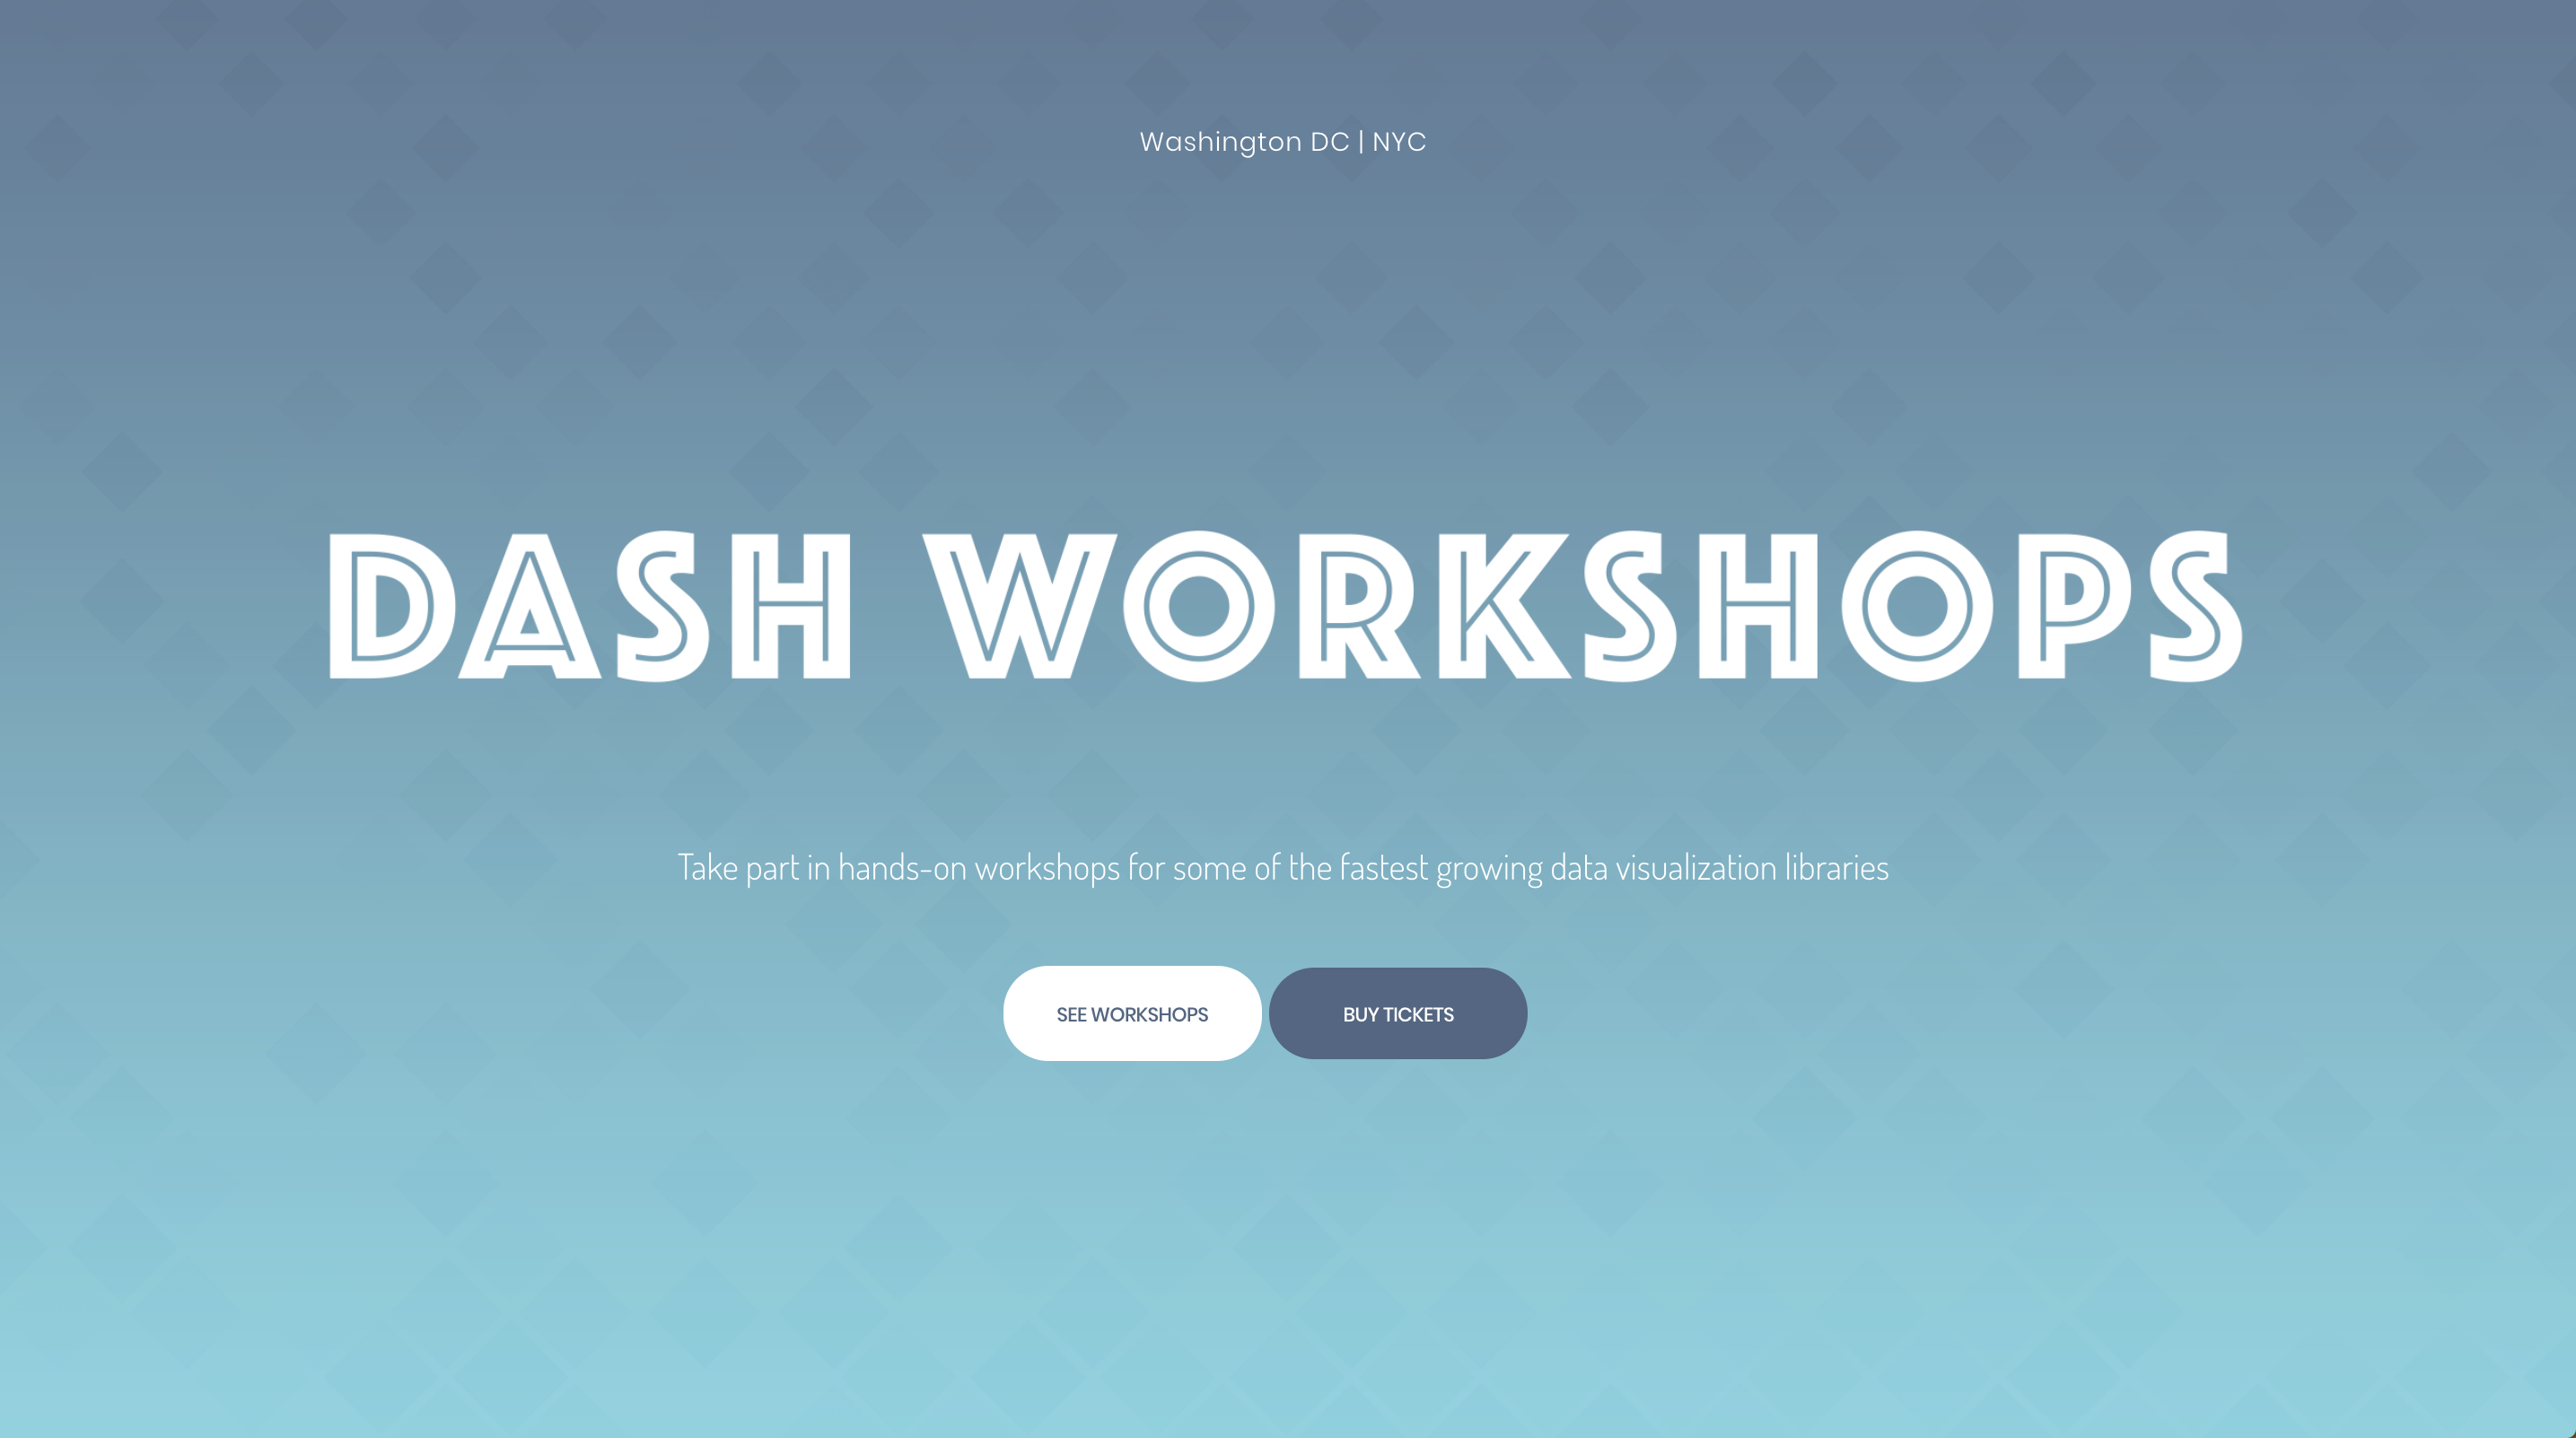 Washington DC | NYC
DASH WORKSHOPS
Take part in hands-on workshops for some of the fastest growing data visualization libraries
SEE WORKSHOPS
BUY TICKETS